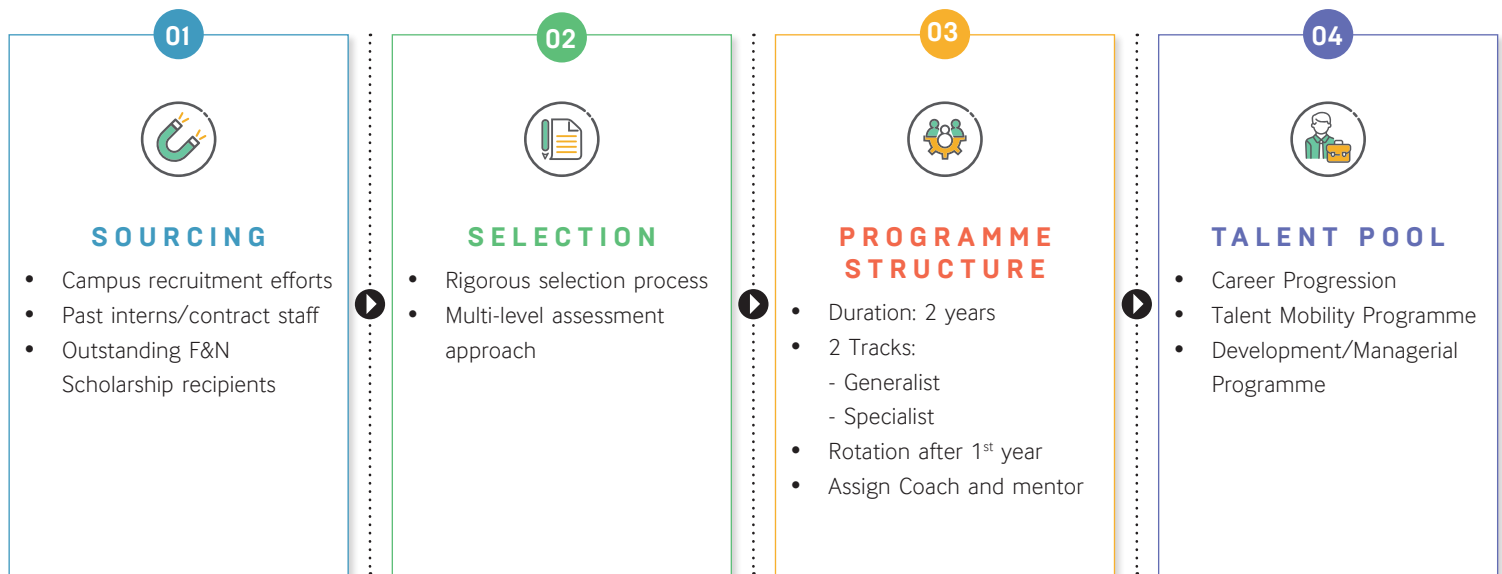 01
SOURCING
• Campus recruitment efforts
• Past interns/contract staff
• Outstanding F&N
Scholarship recipients
02
SELECTION
• Rigorous selection process
• Multi-level assessment
approach
03
PROGRAMME
STRUCTURE
• Duration: 2 years
• 2 Tracks:
- Generalist
- Specialist
• Rotation after 1st year
• Assign Coach and mentor
04
TALENT POOL
• Career Progression
• Talent Mobility Programme
• Development/Managerial
Programme